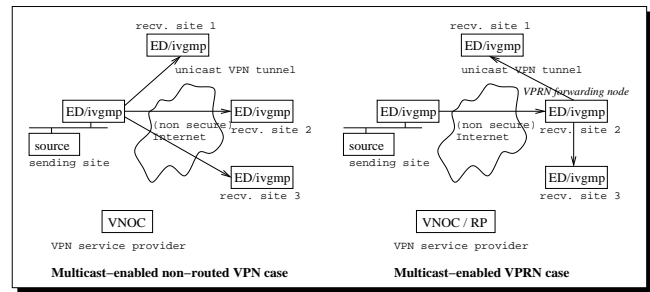 recv. site 1
ED/ivgmp
unicast VPN tunnel
ED/ivgmp
ED/ivgmp
(non secure)
Internet
recv. site 2
source
sending site
ED/ivgmp
recv. site 3
VNOC
VPN service provider
Multicast−enabled non−routed VPN case
recv. site 1
ED/ivgmp
unicast VPN tunnel
VPRN forwarding node
ED/ivgmp
ED/ivgmp
(non secure)
Internet
recv. site 2
source
sending site
ED/ivgmp
recv. site 3
VNOC / RP
VPN service provider
Multicast−enabled VPRN case